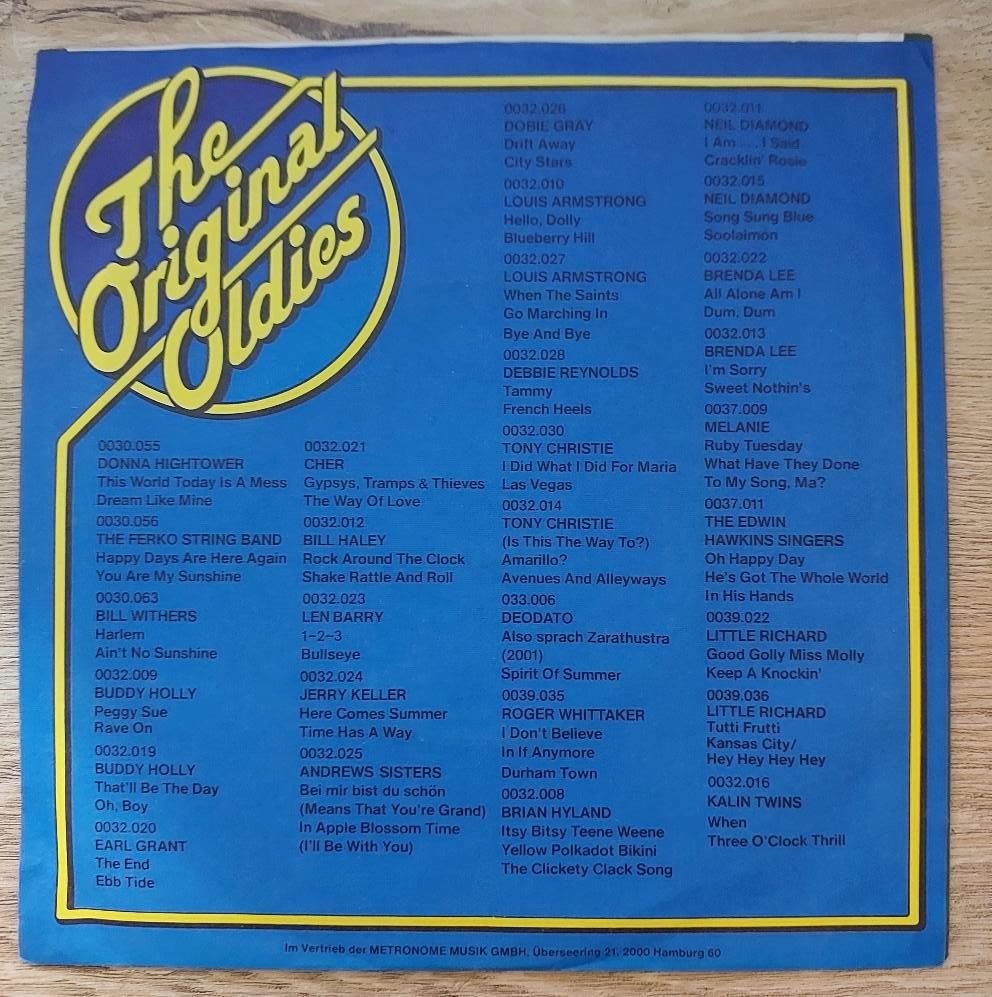 The
Original
Oldies
0030.055
DONNA HIGHTOWER
This World Today Is A Mess
Dream Like Mine
0030.056
THE FERKO STRING BAND
Happy Days Are Here Again
You Are My Sunshine
0030.063
BILL WITHERS
Harlem
Ain't No Sunshine
0032.009
BUDDY HOLLY
Peggy Sue
Rave On
0032.019
BUDDY HOLLY
That'll Be The Day
Oh, Boy
0032.020
EARL GRANT
The End
Ebb Tide
0032.021
CHER
Gypsys, Tramps & Thieves
The Way Of Love
0032.012
BILL HALEY
Rock Around The Clock
Shake Rattle And Roll
0032.023
LEN BARRY
1–2–3
Bullseye
0032.024
JERRY KELLER
Here Comes Summer
Time Has A Way
0032.025
ANDREWS SISTERS
Bei mir bist du schön
(Means That You're Grand)
In Apple Blossom Time
(I'll Be With You)
0032.026
DOBIE GRAY
Drift Away
City Stars
0032.010
LOUIS ARMSTRONG
Hello, Dolly
Blueberry Hill
0032.027
LOUIS ARMSTRONG
When The Saints
Go Marching In
Bye And Bye
0032.028
DEBBIE REYNOLDS
Tammy
French Heels
0032.030
TONY CHRISTIE
I Did What I Did For Maria
Las Vegas
0032.014
TONY CHRISTIE
(Is This The Way To?)
Amarillo?
Avenues And Alleyways
033.006
DEODATO
Also sprach Zarathustra
(2001)
Spirit Of Summer
0039.035
ROGER WHITTAKER
I Don't Believe
In If Anymore
Durham Town
0032.008
BRIAN HYLAND
Itsy Bitsy Teene Weene
Yellow Polkadot Bikini
The Clickety Clack Song
0032.011
NEIL DIAMOND
I Am . . . I Said
Cracklin' Rosie
0032.015
NEIL DIAMOND
Song Sung Blue
Soolaimon
0032.022
BRENDA LEE
All Alone Am I
Dum, Dum
0032.013
BRENDA LEE
I'm Sorry
Sweet Nothin's
0037.009
MELANIE
Ruby Tuesday
What Have They Done
To My Song, Ma?
0037.011
THE EDWIN
HAWKINS SINGERS
Oh Happy Day
He's Got The Whole World
In His Hands
0039.022
LITTLE RICHARD
Good Golly Miss Molly
Keep A Knockin'
0039.036
LITTLE RICHARD
Tutti Frutti
Kansas City/
Hey Hey Hey Hey
0032.016
KALIN TWINS
When
Three O'Clock Thrill
Im Vertrieb der METRONOME MUSIK GMBH, Überseering 21, 2000 Hamburg 60